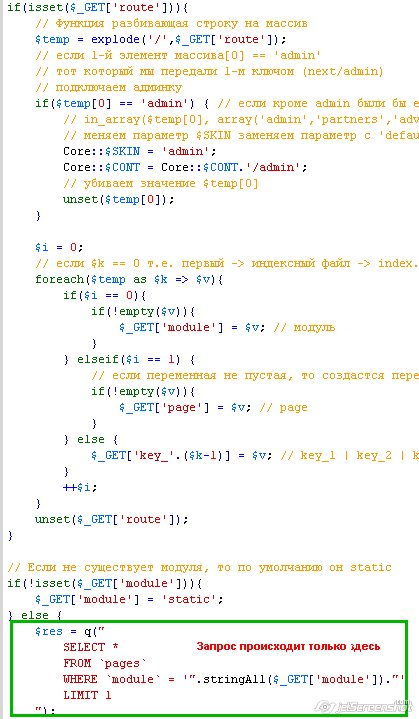 if(isset($_GET['route'])){
// Функция разбивающая строку на массив
$temp = explode('/',$_GET['route']);
// если 1-й элемент массива[0] == 'admin'
// тот который мы передали 1-м ключом (next/admin)
// подключаем админку
if($temp[0] == 'admin') { // если кроме admin были бы е
// in_array($temp[0], array('admin','partners','adv
// меняем параметр $SKIN заменяем параметр с 'defau
Core::$SKIN = 'admin';
Core::$CONT = Core::$CONT.'/admin';
// убиваем значение $temp[0]
unset($temp[0]);
}
$i = 0;
// если $k == 0 т.е. первый -> индексный файл -> index.
foreach($temp as $k => $v){
if($i == 0){
if(!empty($v)){
$_GET['module'] = $v; // модуль
}
} elseif($i == 1) {
// если переменная не пустая, то создастся пере
if(!empty($v)){
$_GET['page'] = $v; // page
}
} else {
$_GET['key_'.($k-1)] = $v; // key_1 | key_2 | k
}
++$i;
}
unset($_GET['route']);
}
// Если не существует модуля, то по умолчанию он static
if(!isset($_GET['module'])){
$_GET['module'] = 'static';
} else {
$res = q("
SELECT * Запрос происходит только здесь
FROM `pages`
WHERE `module` = '".stringAll($_GET['module'])."'
LIMIT 1
");
jetScreenshot